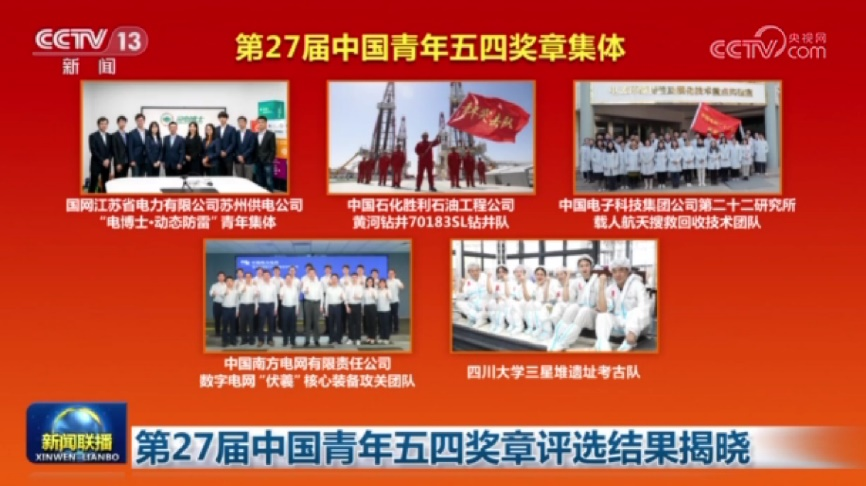 CCTV 13
新闻
央视网
CCTV.com
第27届中国青年五四奖章集体
国网江苏省电力有限公司苏州供电公司
“电博士·动态防雷”青年集体
中国石化胜利石油工程公司
黄河钻井70183SL钻井队
中国电子科技集团公司第二十二研究所
载人航天搜救回收技术团队
中国南方电网有限责任公司
数字电网“伏羲”核心装备攻关团队
四川大学三星堆遗址考古队
新闻联播
XINWEN LIANBO
第27届中国青年五四奖章评选结果揭晓